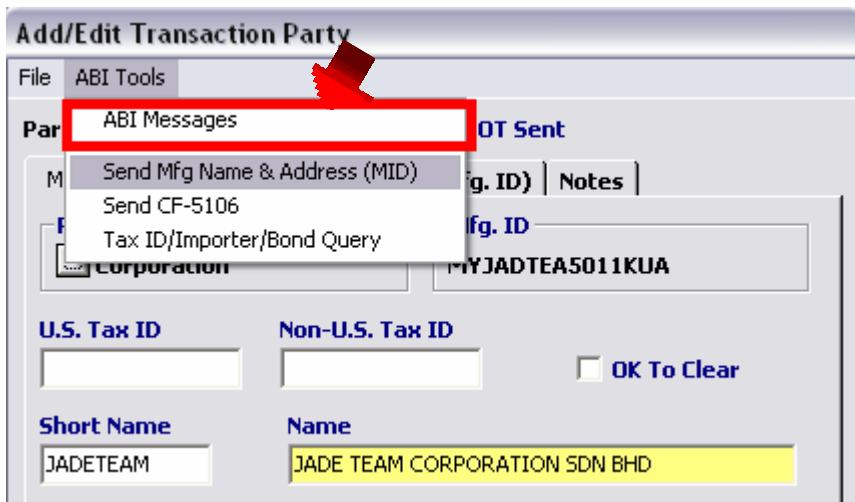 Add/Edit Transaction Party
File ABI Tools
Par OT Sent
ABI Messages
M Send Mfg Name & Address (MID) g. ID) Notes
Send CF-5106
Tax ID/Importer/Bond Query
fg. ID
Corporation MYJADTEA5011KUA
U.S. Tax ID Non-U.S. Tax ID
OK To Clear
Short Name Name
JADETEAM JADE TEAM CORPORATION SDN BHD